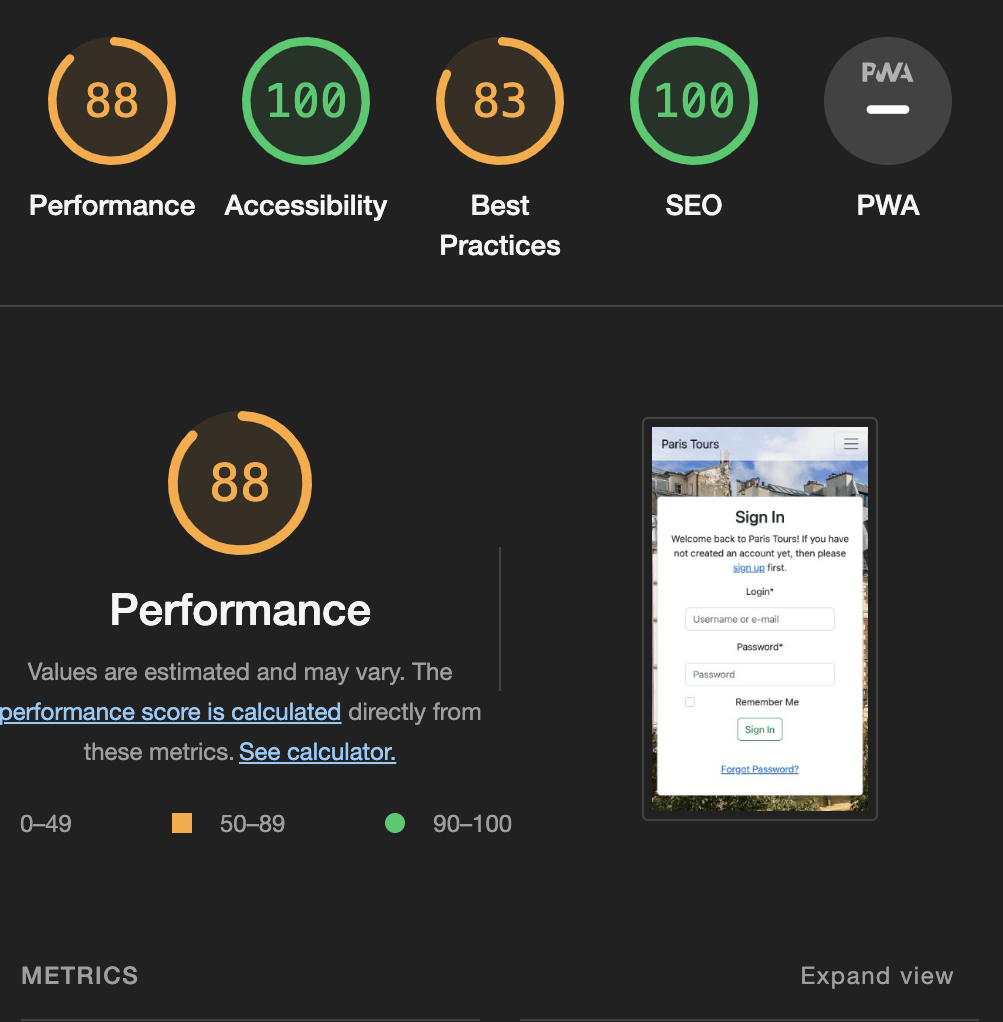 88
100
83
100
PWA
Performance
Accessibility
Best
Practices
SEO
PWA
88
Performance
Values are estimated and may vary. The
performance score is calculated directly from
these metrics. See calculator.
0–49
50–89
90–100
Paris Tours
Sign In
Welcome back to Paris Tours! If you have
not created an account yet, then please
sign up first.
Login*
Username or e-mail
Password*
Password
Remember Me
Sign In
Forgot Password?
METRICS
Expand view